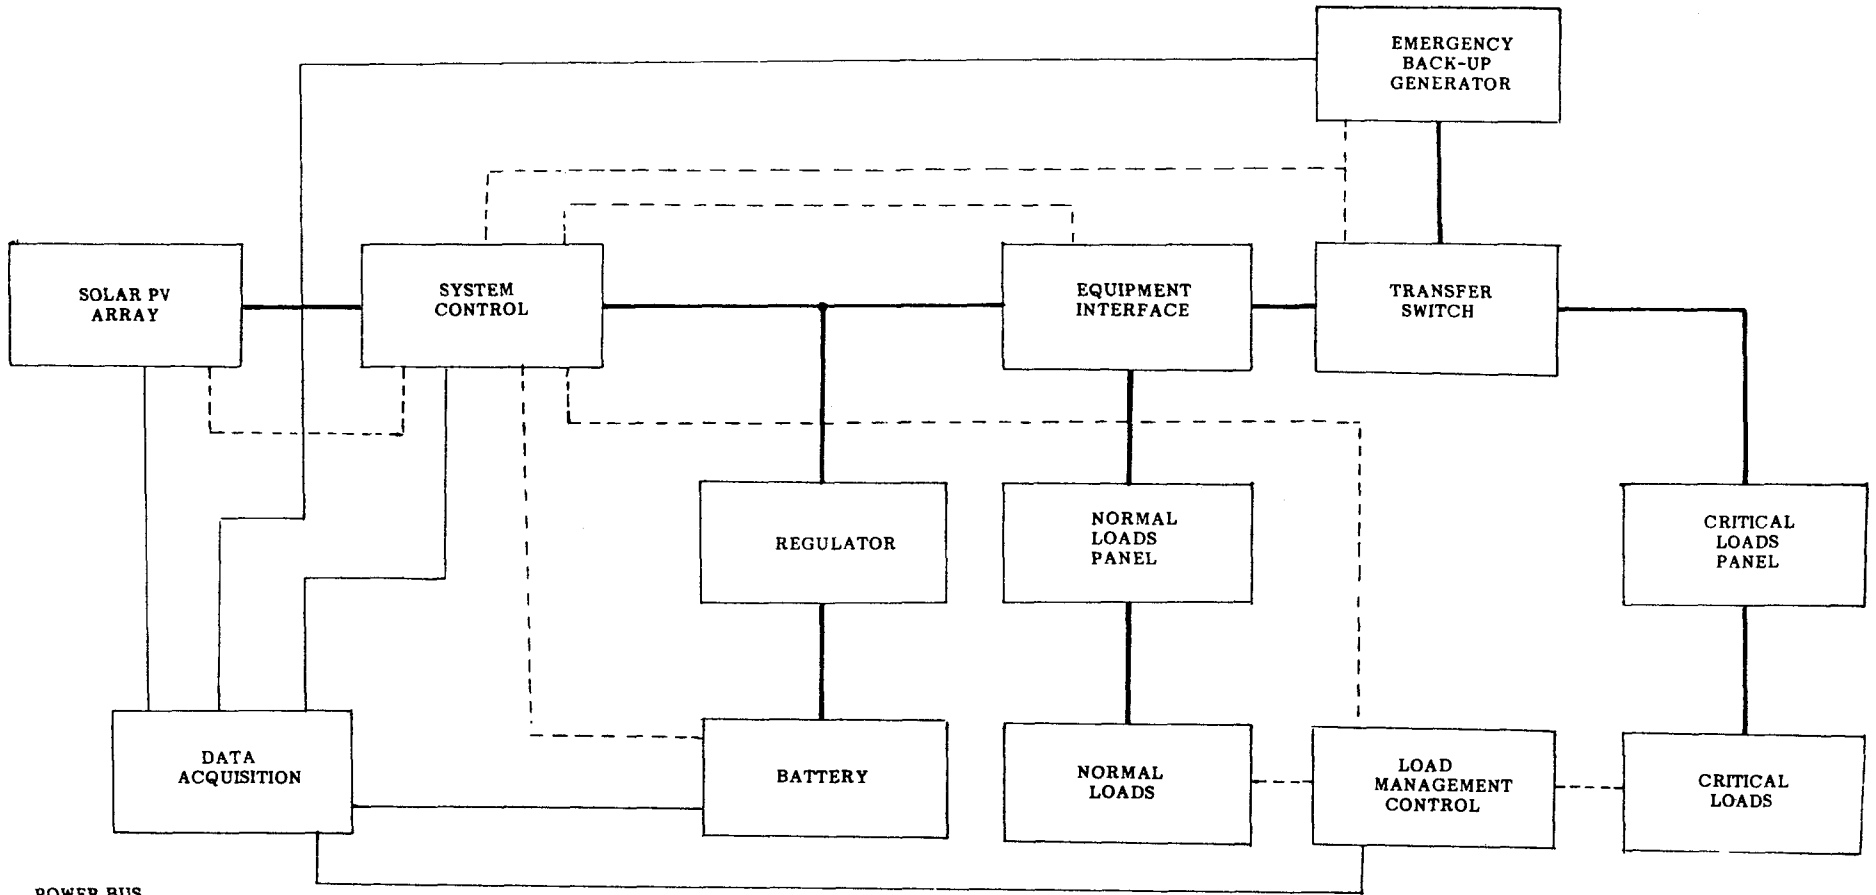 EMERGENCY
BACK-UP
GENERATOR
SOLAR PV
ARRAY
SYSTEM
CONTROL
EQUIPMENT
INTERFACE
TRANSFER
SWITCH
REGULATOR
NORMAL
LOADS
PANEL
CRITICAL
LOADS
PANEL
DATA
ACQUISITION
BATTERY
NORMAL
LOADS
LOAD
MANAGEMENT
CONTROL
CRITICAL
LOADS
POWER BUS